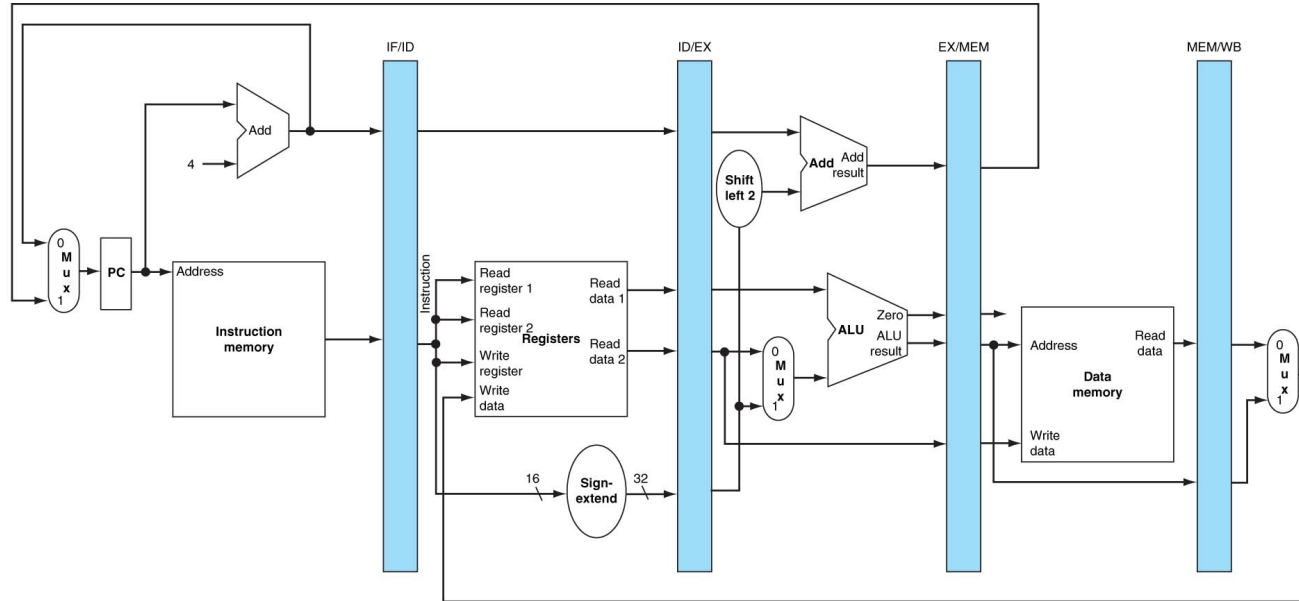 IF/ID
ID/EX
EX/MEM
MEM/WB
Add
4
Shift
left 2
Add
Add
result
0
M
u
x
1
PC
Address
Instruction
memory
Instruction
Read
register 1
Read
register 2
Registers
Write
register
Write
data
Read
data 1
Read
data 2
16
Sign-
extend
32
0
M
u
x
1
ALU
Zero
ALU
result
Address
Read
data
Data
memory
Write
data
0
M
u
x
1